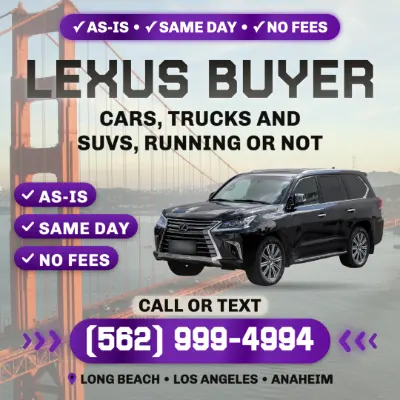 ✓AS-IS • ✓SAME DAY • ✓NO FEES
LEXUS BUYER
CARS, TRUCKS AND
SUVS, RUNNING OR NOT
✓ AS-IS
✓ SAME DAY
✓ NO FEES
CALL OR TEXT
(562) 999-4994
LONG BEACH • LOS ANGELES • ANAHEIM